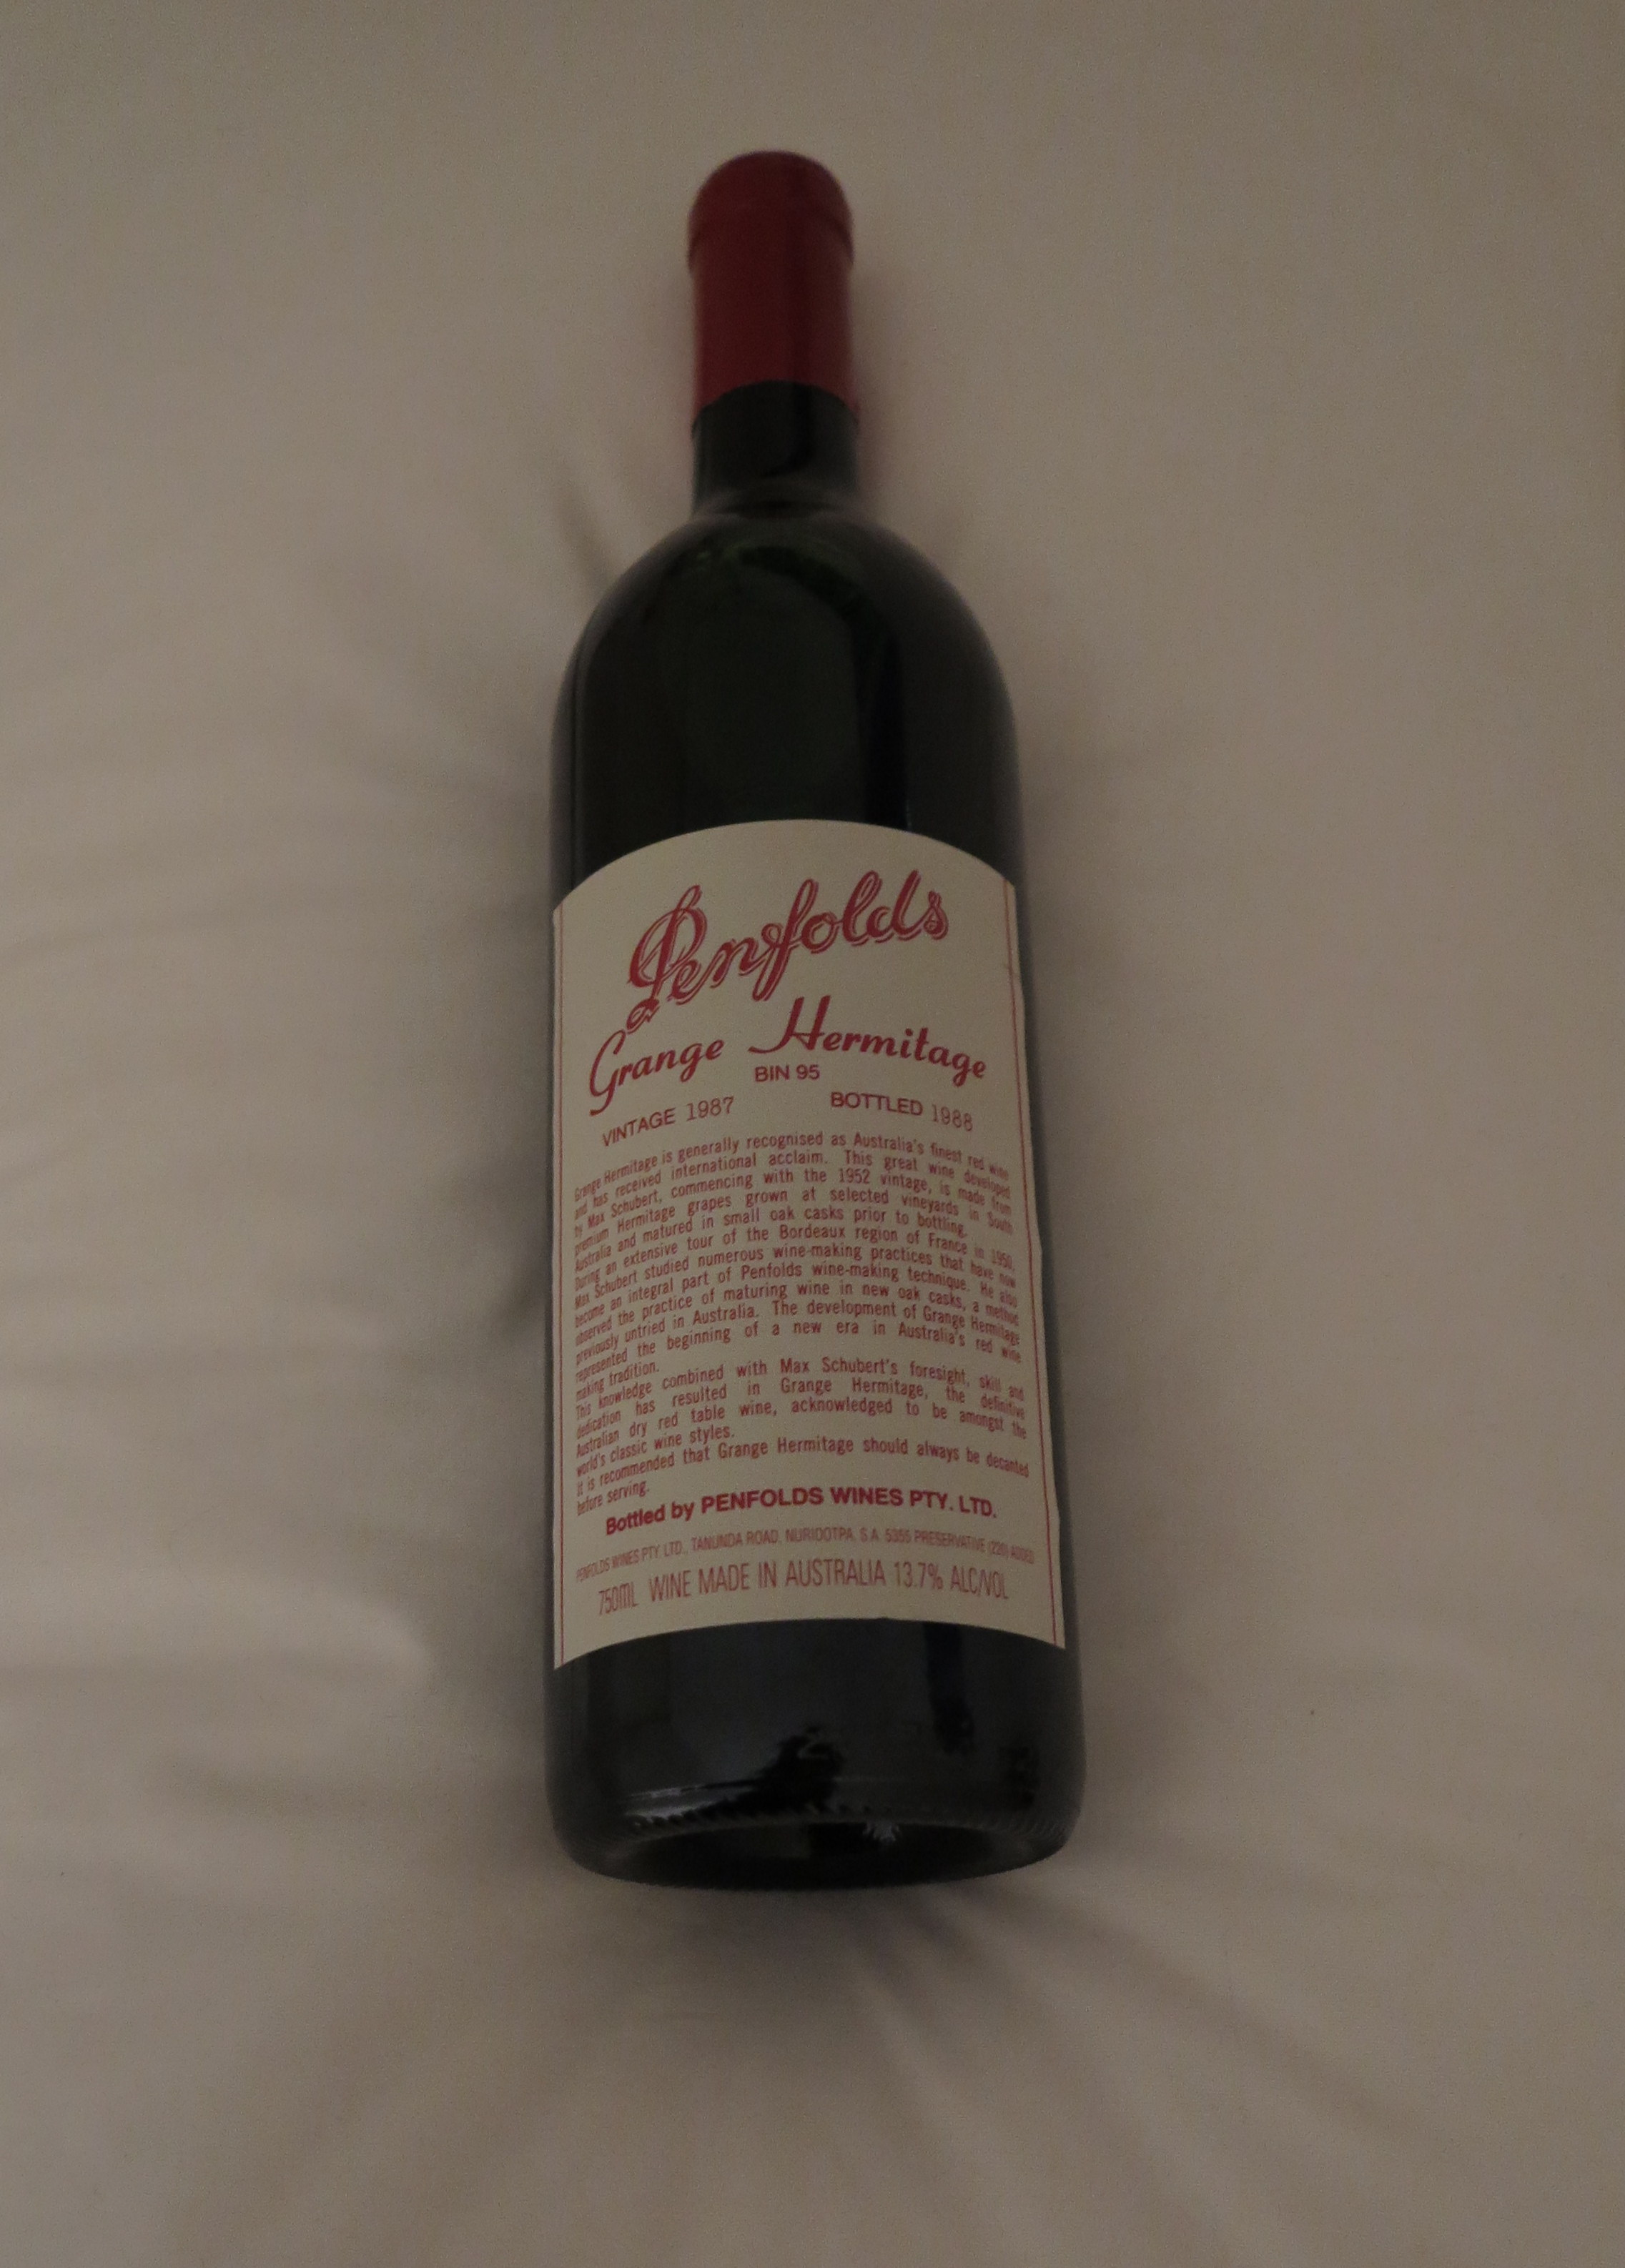 Penfolds
Grange Hermitage
BIN 95
VINTAGE 1987 BOTTLED 1988
Grange Hermitage is generally recognised as Australia's finest red wine
and has received international acclaim. This great wine developed
by Max Schubert, commencing with the 1952 vintage, is made from
premium Hermitage grapes grown at selected vineyards in South
Australia and matured in small oak casks prior to bottling.
During an extensive tour of the Bordeaux region of France in 1950,
Max Schubert studied numerous wine-making practices that have now
become an integral part of Penfolds wine-making technique. He also
observed the practice of maturing wine in new oak casks, a method
previously untried in Australia. The development of Grange Hermitage
represented the beginning of a new era in Australia's red wine
making tradition.
This knowledge combined with Max Schubert's foresight, skill and
dedication has resulted in Grange Hermitage, the definitive
Australian dry red table wine, acknowledged to be amongst the
world's classic wine styles.
It is recommended that Grange Hermitage should always be decanted
before serving.
Bottled by PENFOLDS WINES PTY. LTD.
PENFOLDS WINES PTY. LTD., TANUNDA ROAD, NURIOTPA, S.A. 5355 PRESERVATIVE (220) ADDED
750ML WINE MADE IN AUSTRALIA 13.7% ALC/VOL
2